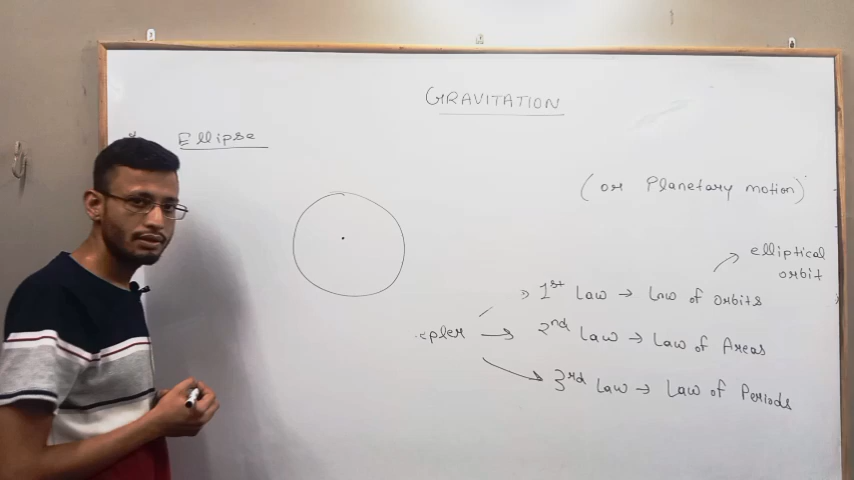 GRAVITATION
Ellipse
(or Planetary motion)
elliptical
orbit
1st Law → Law of orbits
epler → 2nd Law → Law of Areas
3rd Law → Law of Periods